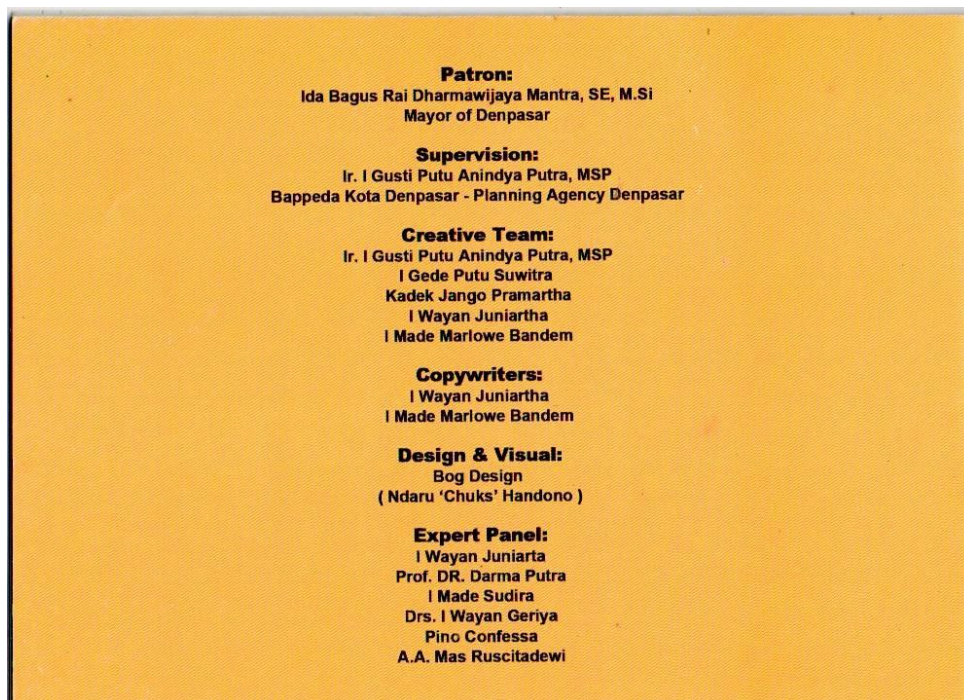 Patron:
Ida Bagus Rai Dharmawijaya Mantra, SE, M.Si
Mayor of Denpasar
Supervision:
Ir. I Gusti Putu Anindya Putra, MSP
Bappeda Kota Denpasar - Planning Agency Denpasar
Creative Team:
Ir. I Gusti Putu Anindya Putra, MSP
I Gede Putu Suwitra
Kadek Jango Pramartha
I Wayan Juniartha
I Made Marlowe Bandem
Copywriters:
I Wayan Juniartha
I Made Marlowe Bandem
Design & Visual:
Bog Design
( Ndaru ‘Chuks’ Handono )
Expert Panel:
I Wayan Juniarta
Prof. DR. Darma Putra
I Made Sudira
Drs. I Wayan Geriya
Pino Confessa
A.A. Mas Ruscitadewi